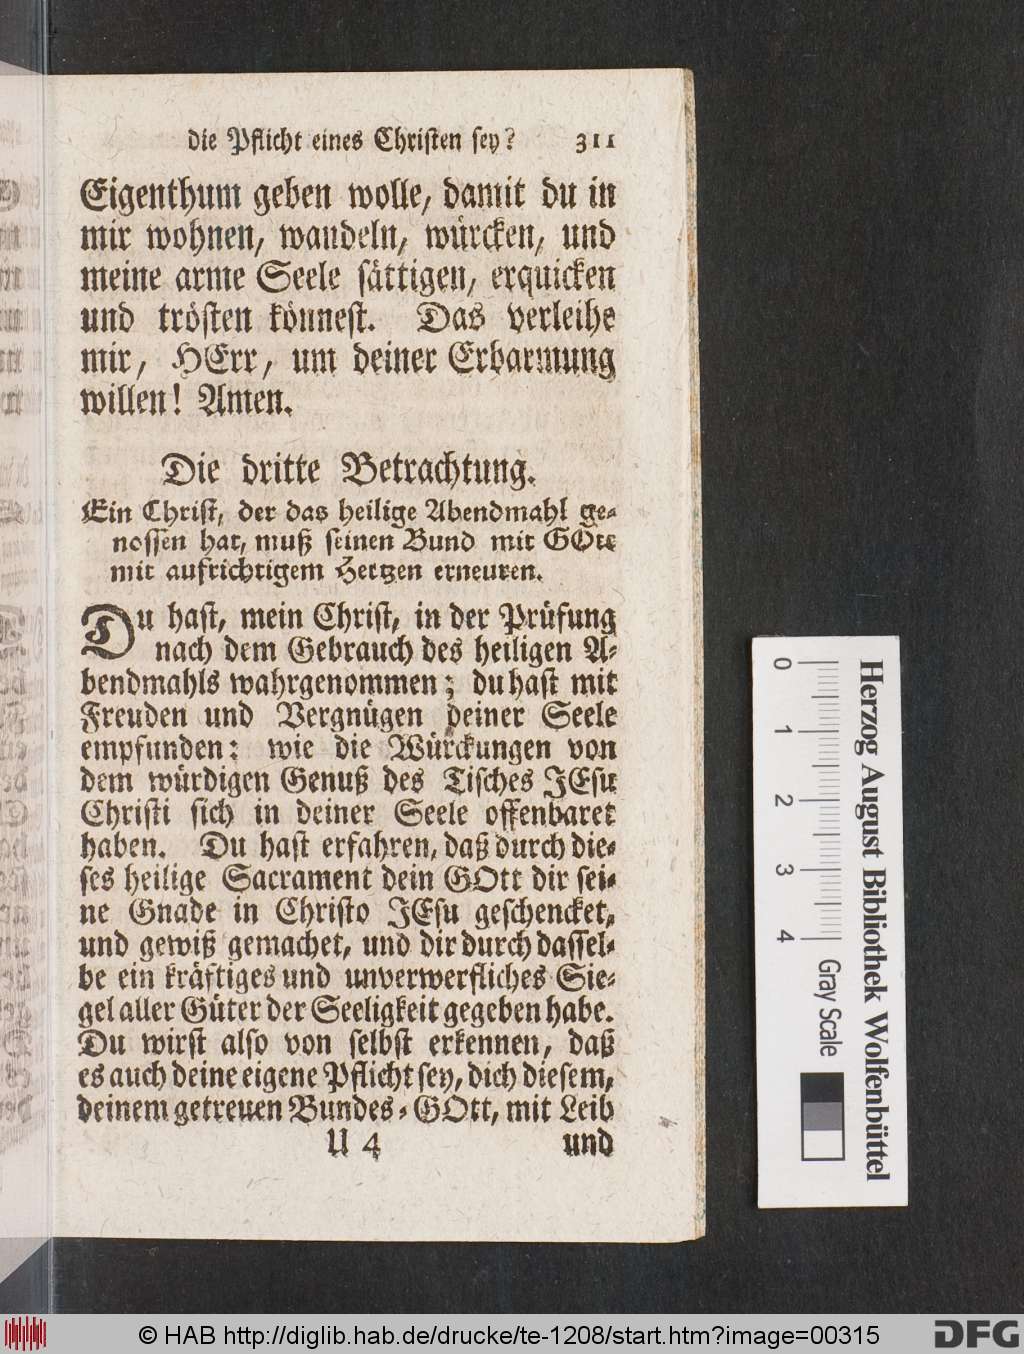 die Pflicht eines Christen sey? 311
Eigenthum geben wolle, damit du in
mir wohnen, wandeln, würcken, und
meine arme Seele sättigen, erquicken
und trösten könnest. Das verleihe
mir, HErr, um deiner Erbarmung
willen! Amen.
Die dritte Betrachtung.
Ein Christ, der das heilige Abendmahl ge-
nossen hat, muß seinen Bund mit GOtt
mit aufrichtigem Hertzen erneuren.
Du hast, mein Christ, in der Prüfung
nach dem Gebrauch des heiligen A-
bendmahls wahrgenommen; du hast mit
Freuden und Vergnügen deiner Seele
empfunden: wie die Würckungen von
dem würdigen Genuß des Tisches JEsu
Christi sich in deiner Seele offenbaret
haben. Du hast erfahren, daß durch die-
ses heilige Sacrament dein GOtt dir sei-
ne Gnade in Christo JEsu geschencket,
und gewiß gemachet, und dir durch dassel-
be ein kräftiges und unverwerfliches Sie-
gel aller Güter der Seeligkeit gegeben habe.
Du wirst also von selbst erkennen, daß
es auch deine eigene Pflicht sey, dich diesem,
deinem getreuen Bundes-GOtt, mit Leib
U 4 und
0 1 2 3 4 Gray Scale
Herzog August Bibliothek Wolfenbüttel
© HAB http://diglib.hab.de/drucke/te-1208/start.htm?image=00315
DFG